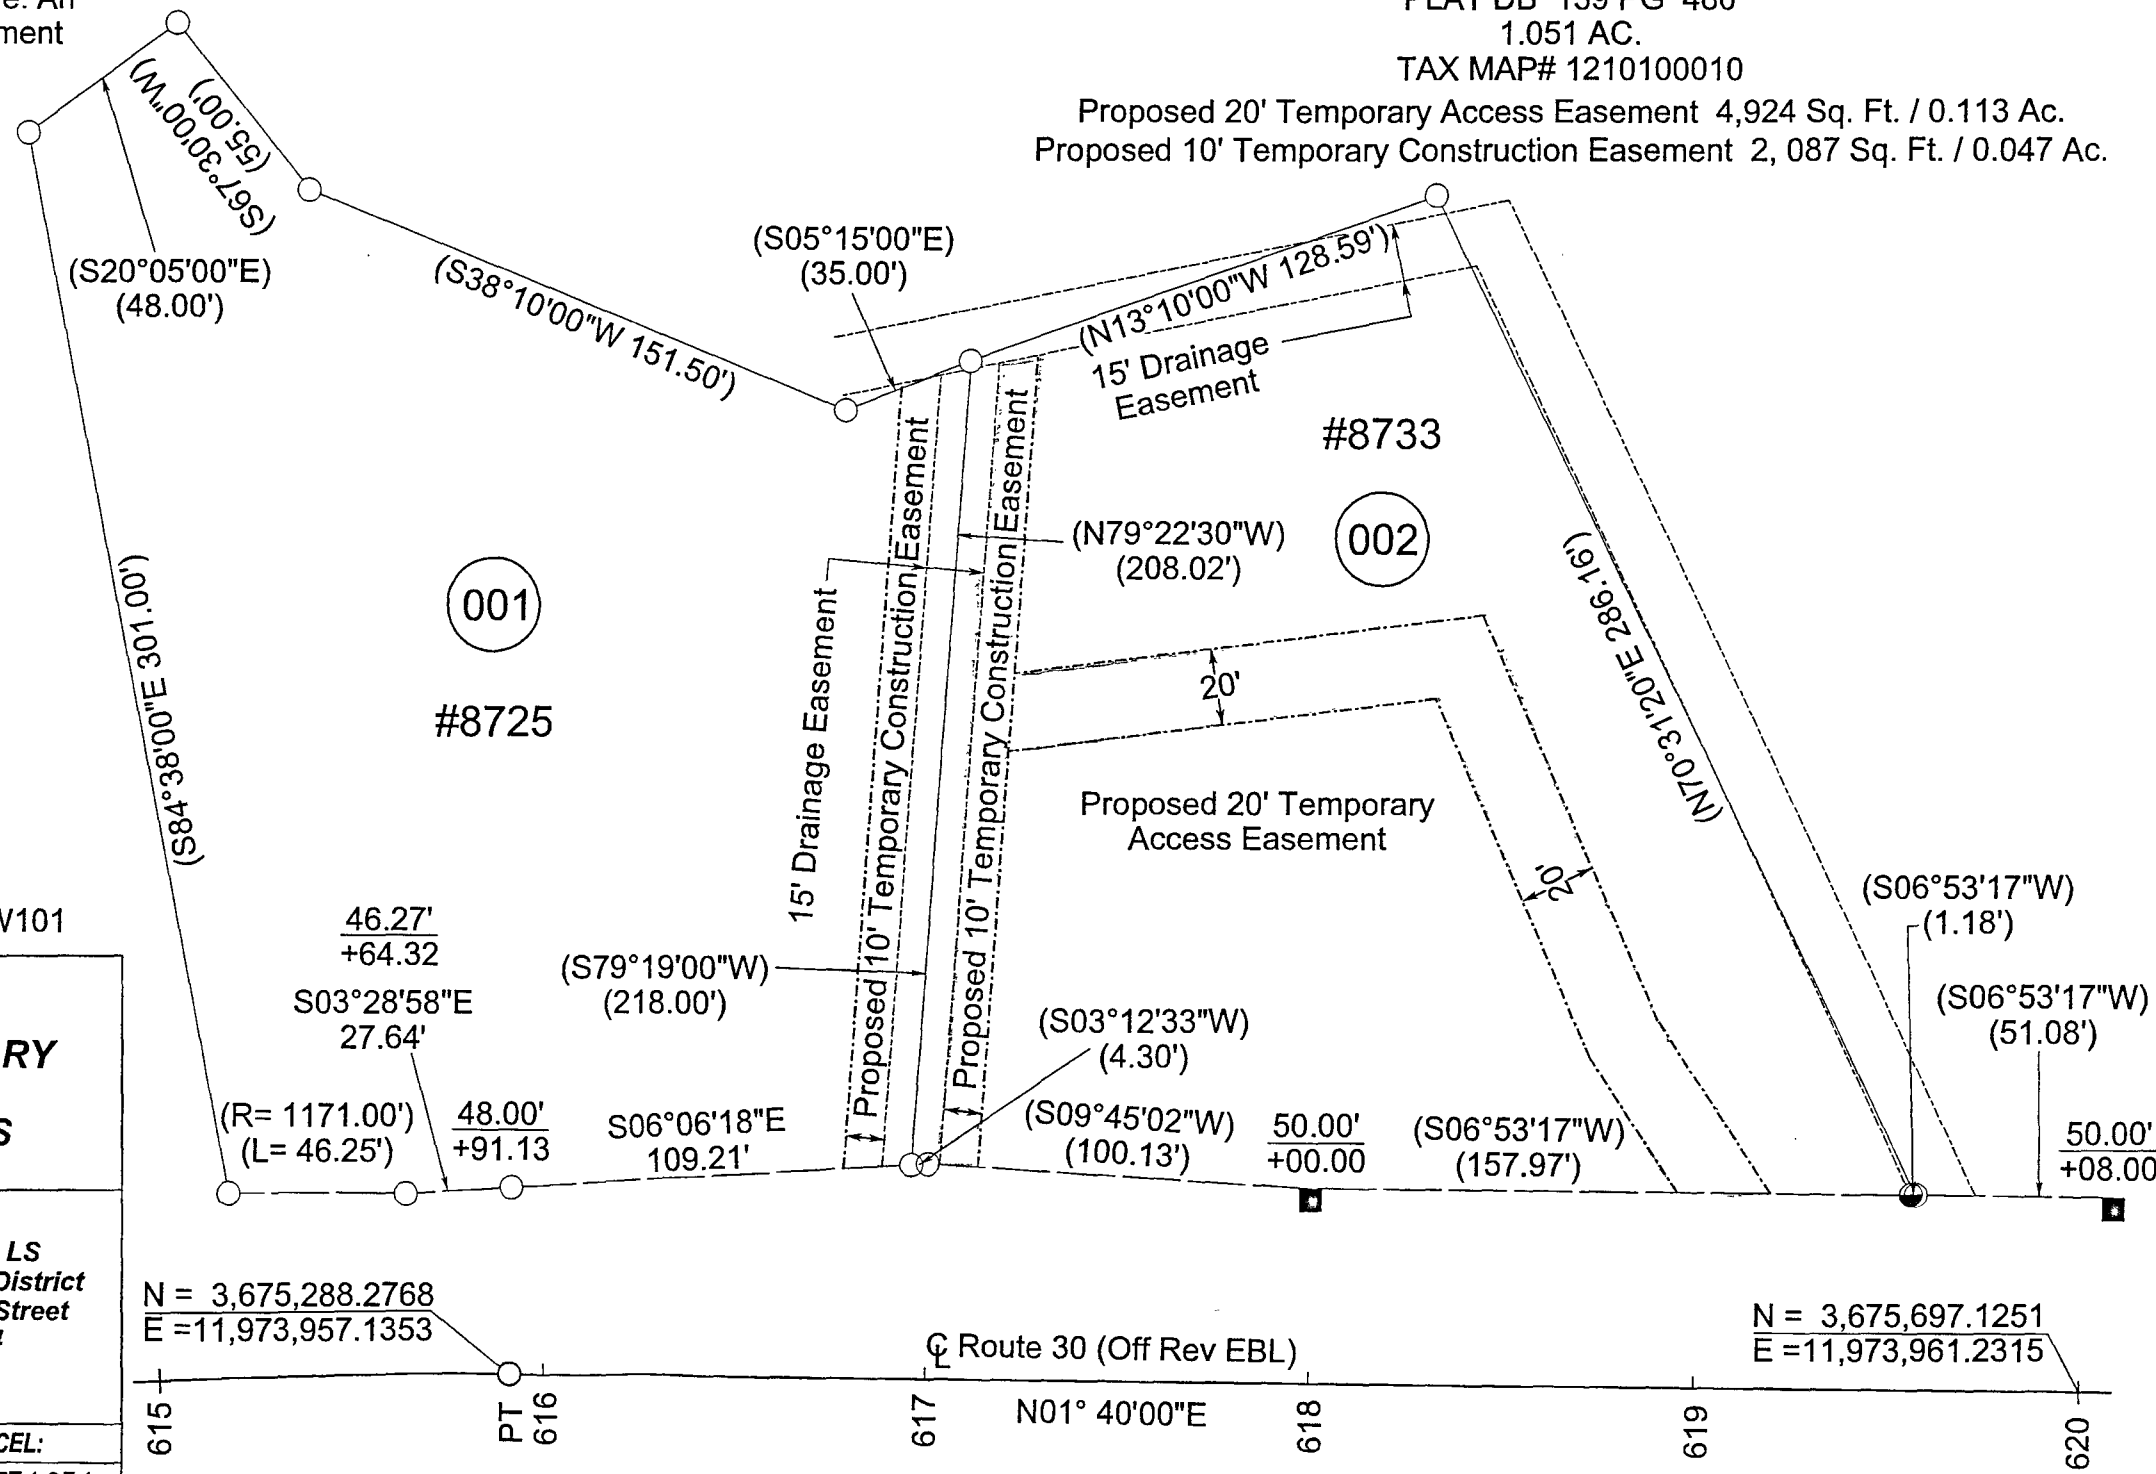 ment
1.051 AC.
TAX MAP# 1210100010
Proposed 20' Temporary Access Easement 4,924 Sq. Ft. / 0.113 Ac.
Proposed 10' Temporary Construction Easement 2, 087 Sq. Ft. / 0.047 Ac.
(S67°30'00"W)
(55.00')
(S20°05'00"E)
(48.00')
(S38°10'00"W 151.50')
(S05°15'00"E)
(35.00')
(N13°10'00"W 128.59')
15' Drainage
Easement
#8733
002
(N79°22'30"W)
(208.02')
(N70°31'20"E 286.16')
(S84°38'00"E 301.00')
001
#8725
15' Drainage Easement
Proposed 10' Temporary Construction Easement
Proposed 10' Temporary Construction Easement
20'
Proposed 20' Temporary
Access Easement
20'
(S06°53'17"W)
(1.18')
(S06°53'17"W)
(51.08')
W101
46.27'
+64.32
S03°28'58"E
27.64'
(S79°19'00"W)
(218.00')
(S03°12'33"W)
(4.30')
(R= 1171.00')
(L= 46.25')
48.00'
+91.13
S06°06'18"E
109.21'
(S09°45'02"W)
(100.13')
50.00'
+00.00
(S06°53'17"W)
(157.97')
50.00'
+08.00
RY
S
LS
District
Street
N = 3,675,288.2768
E =11,973,957.1353
℄ Route 30 (Off Rev EBL)
N = 3,675,697.1251
E =11,973,961.2315
615
PT
616
617
N01° 40'00"E
618
619
620
CEL: